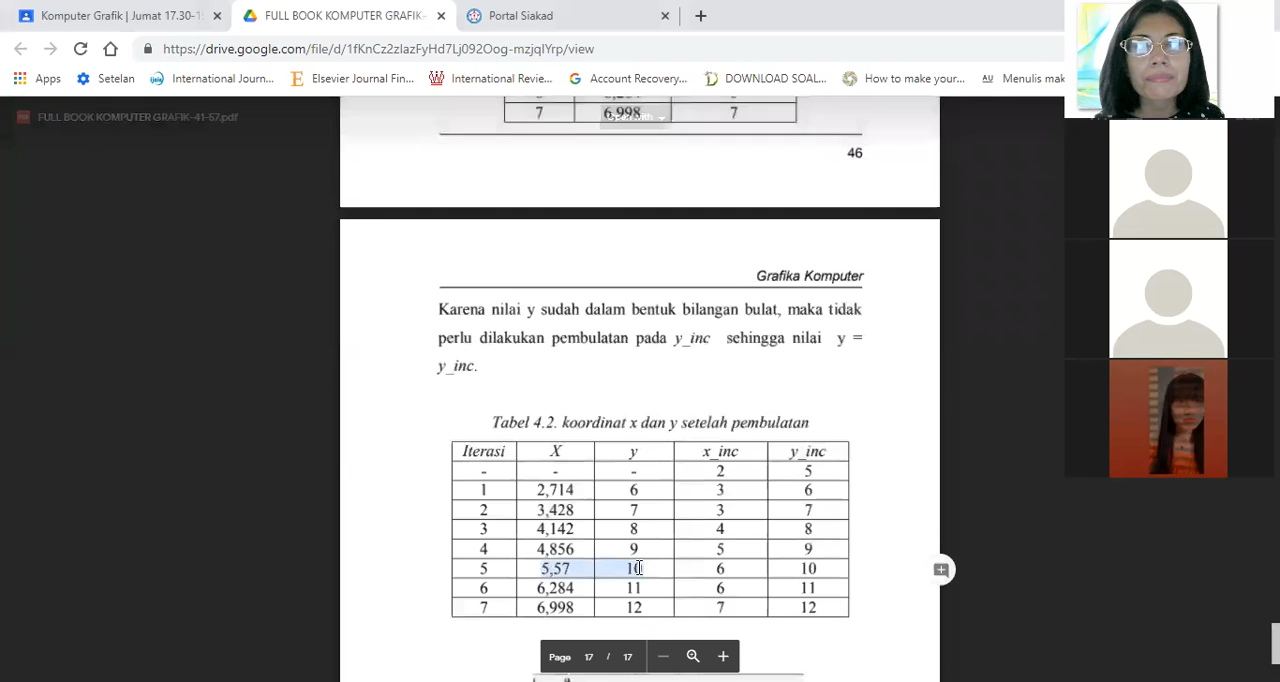 Komputer Grafik | Jumat 17.30-1
FULL BOOK KOMPUTER GRAFIK-
Portal Siakad
https://drive.google.com/file/d/1fKnCz2zIazFyHd7Lj092Oog-mzjqIYrp/view
Apps
Setelan
International Journ...
Elsevier Journal Fin...
International Revie...
Account Recovery...
DOWNLOAD SOAL...
How to make your...
Menulis mak
FULL BOOK KOMPUTER GRAFIK-41-57.pdf
7 6,998 7
46
Grafika Komputer
Karena nilai y sudah dalam bentuk bilangan bulat, maka tidak
perlu dilakukan pembulatan pada y_inc sehingga nilai y =
y_inc.
Tabel 4.2. koordinat x dan y setelah pembulatan
Iterasi X y x_inc y_inc
- - - 2 5
1 2,714 6 3 6
2 3,428 7 3 7
3 4,142 8 4 8
4 4,856 9 5 9
5 5,57 10 6 10
6 6,284 11 6 11
7 6,998 12 7 12
Page 17 / 17